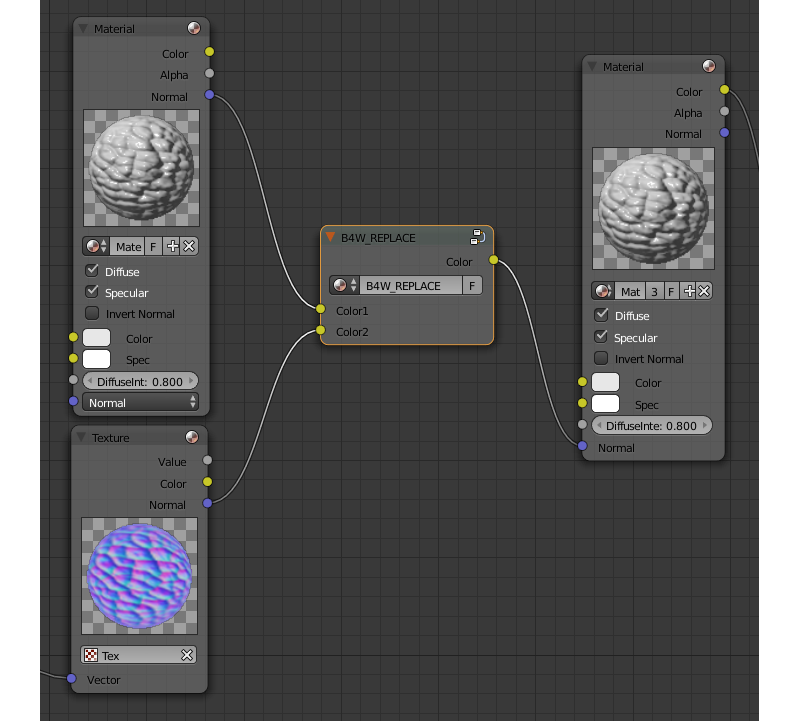 Material
Color
Alpha
Normal
Mate F
Diffuse
Specular
Invert Normal
Color
Spec
DiffuseInt: 0.800
Normal
Texture
Value
Color
Normal
Tex
Vector
B4W_REPLACE
Color
B4W_REPLACE F
Color1
Color2
Material
Color
Alpha
Normal
Mat 3 F
Diffuse
Specular
Invert Normal
Color
Spec
DiffuseInte: 0.800
Normal